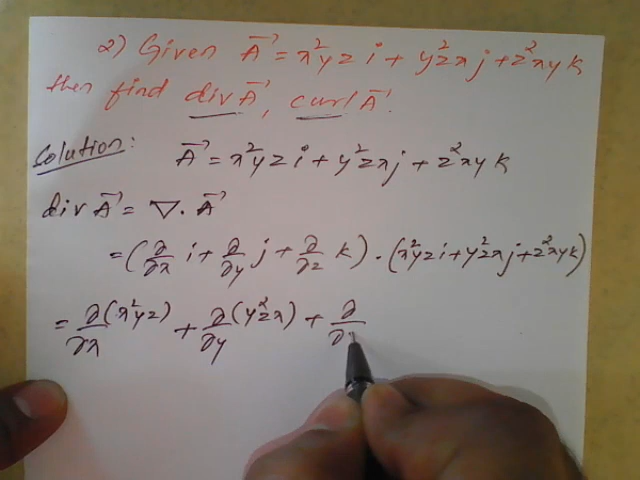 2) Given A⃗ = x²yz i + y²zx j + z²xy k
then find div A⃗, curl A⃗.
Solution: A⃗ = x²yz i + y²zx j + z²xy k
div A⃗ = ∇ · A⃗
= (∂/∂x i + ∂/∂y j + ∂/∂z k) · (x²yz i + y²zx j + z²xy k)
= ∂/∂x (x²yz) + ∂/∂y (y²zx) + ∂/∂